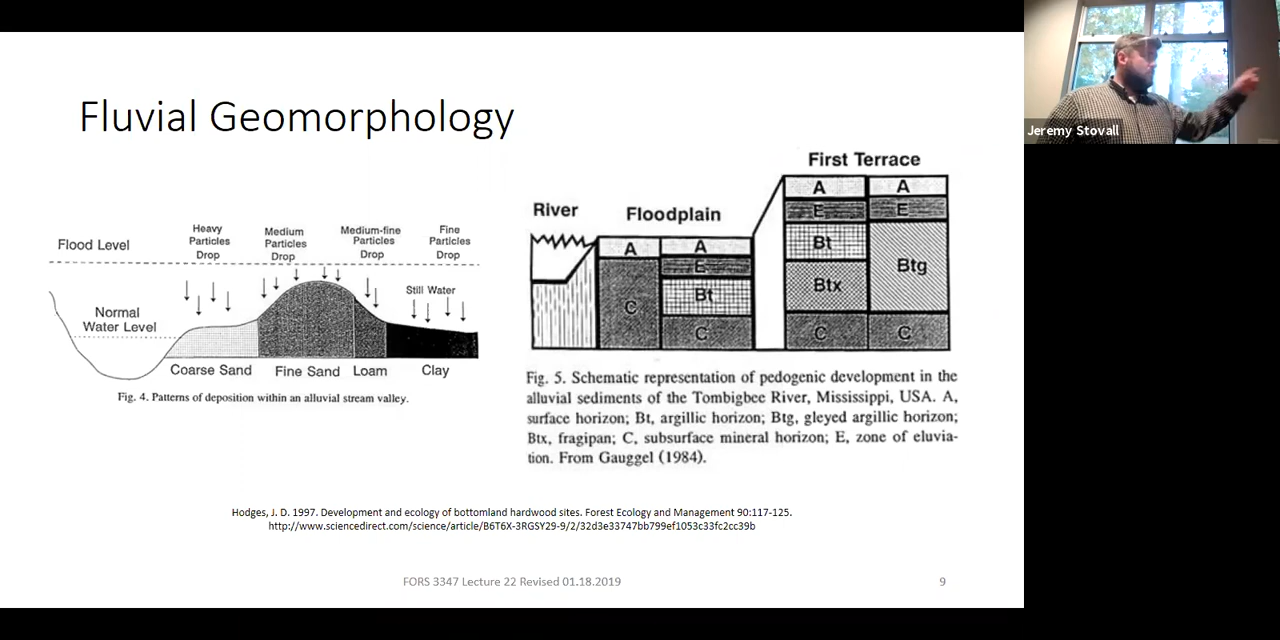 Fluvial Geomorphology
Jeremy Stovall
Flood Level
Heavy
Particles
Drop
Medium
Particles
Drop
Medium-fine
Particles
Drop
Fine
Particles
Drop
Still Water
Normal
Water Level
Coarse Sand
Fine Sand
Loam
Clay
Fig. 4. Patterns of deposition within an alluvial stream valley.
River
Floodplain
First Terrace
A
C
A
E
Bt
C
A
E
Bt
Btx
C
A
E
Btg
C
Fig. 5. Schematic representation of pedogenic development in the
alluvial sediments of the Tombigbee River, Mississippi, USA. A,
surface horizon; Bt, argillic horizon; Btg, gleyed argillic horizon;
Btx, fragipan; C, subsurface mineral horizon; E, zone of eluvia-
tion. From Gauggel (1984).
Hodges, J. D. 1997. Development and ecology of bottomland hardwood sites. Forest Ecology and Management 90:117-125.
http://www.sciencedirect.com/science/article/B6T6X-3RGSY29-9/2/32d3e33747bb799ef1053c33fc2cc39b
FORS 3347 Lecture 22 Revised 01.18.2019
9